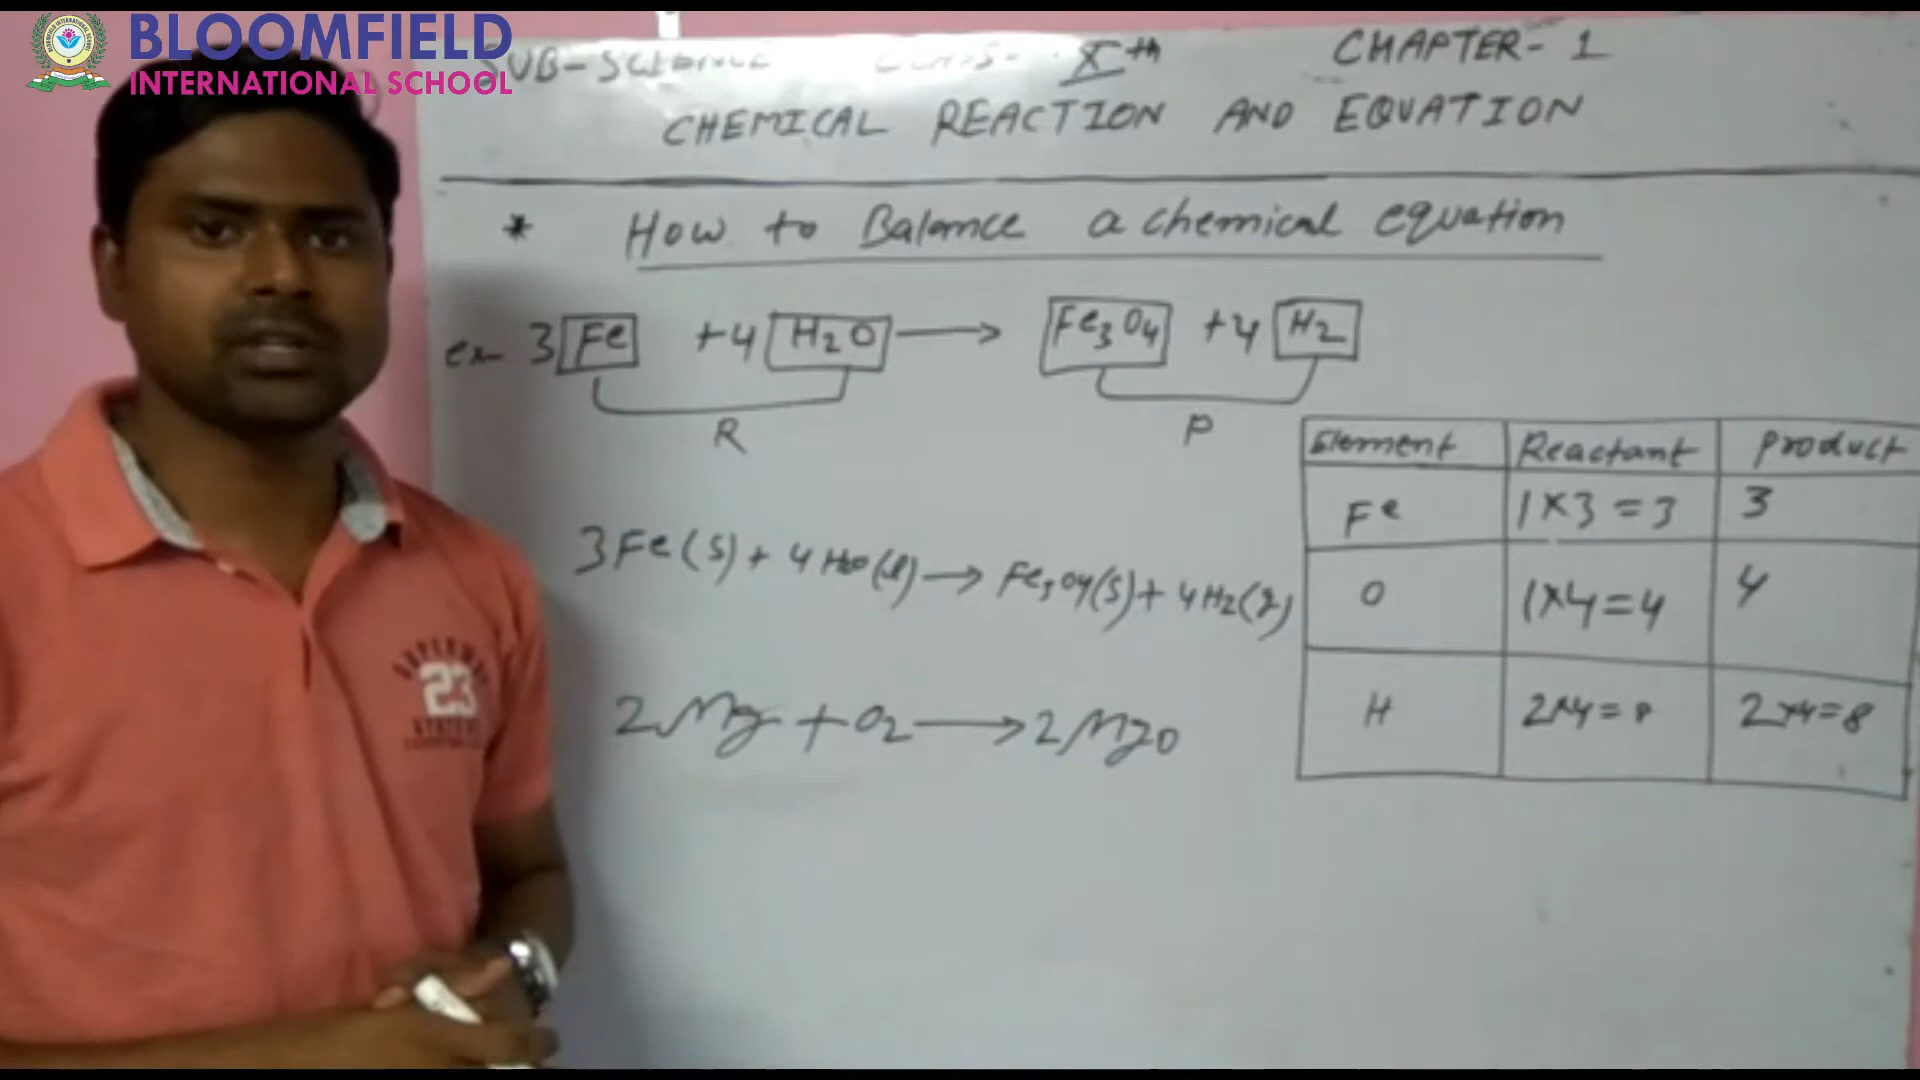 BLOOMFIELD
INTERNATIONAL SCHOOL
SUB-SCIENCE CLASS- Xth CHAPTER-1
CHEMICAL REACTION AND EQUATION
* How to Balance a chemical equation
ex- 3 Fe +4 H2O → Fe3O4 +4 H2
R P
Element Reactant Product
Fe 1×3=3 3
O 1×4=4 4
H 2×4=8 2×4=8
3Fe(s)+4H2O(l)→Fe3O4(s)+4H2(g)
2Mg+O2→2MgO
23